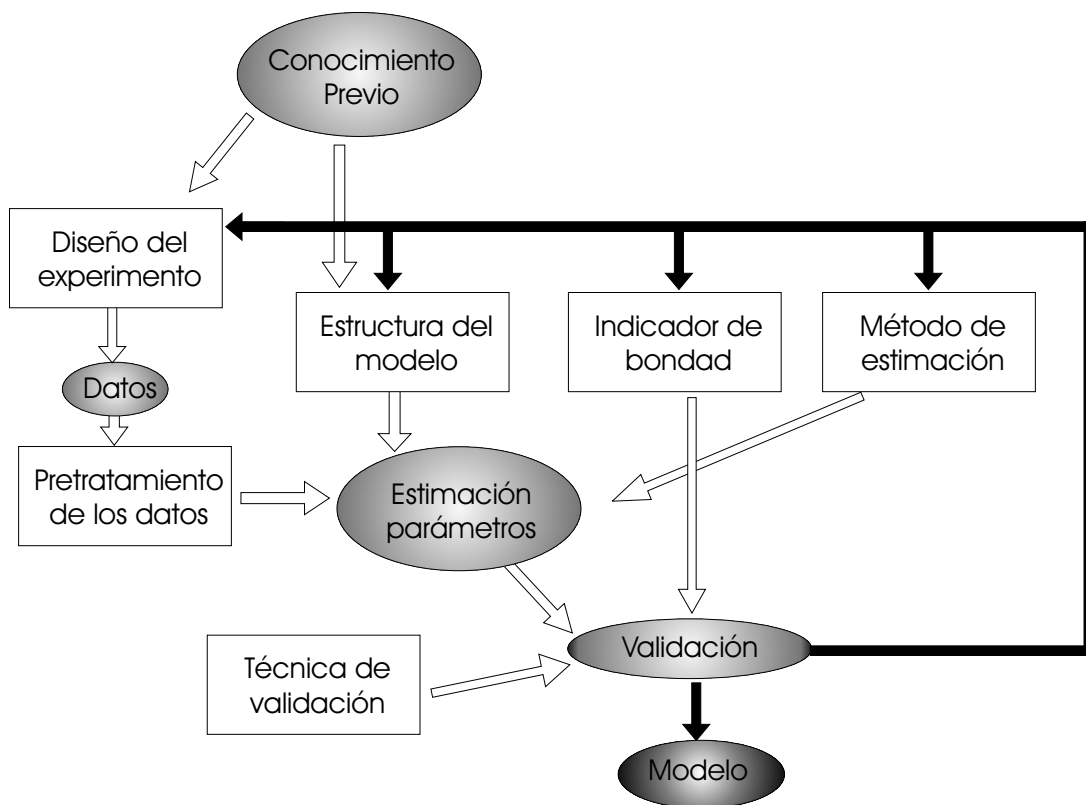 Conocimiento
Previo
Diseño del
experimento
Estructura del
modelo
Indicador de
bondad
Método de
estimación
Datos
Pretratamiento
de los datos
Estimación
parámetros
Técnica de
validación
Validación
Modelo